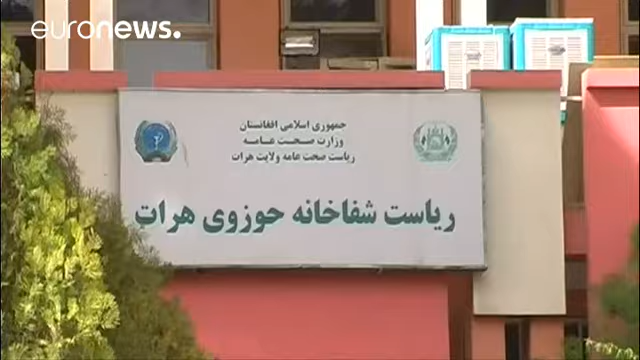 euronews.
جمهوری اسلامی افغانستان
وزارت صحت عامه
ریاست صحت عامه ولایت هرات
ریاست شفاخانه حوزوی هرات